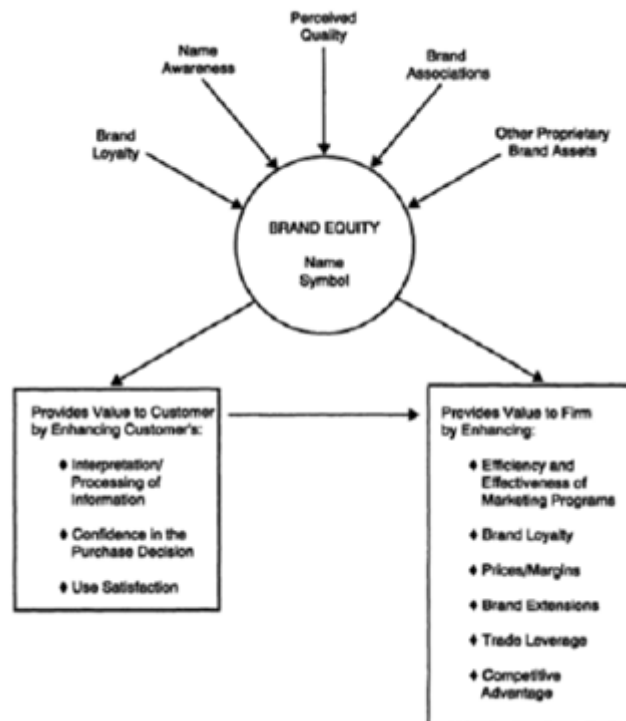 Perceived
Quality
Name
Awareness
Brand
Associations
Brand
Loyalty
Other Proprietary
Brand Assets
BRAND EQUITY
Name
Symbol
Provides Value to Customer
by Enhancing Customer's:
♦ Interpretation/
Processing of
Information
♦ Confidence in the
Purchase Decision
♦ Use Satisfaction
Provides Value to Firm
by Enhancing:
♦ Efficiency and
Effectiveness of
Marketing Programs
♦ Brand Loyalty
♦ Prices/Margins
♦ Brand Extensions
♦ Trade Leverage
♦ Competitive
Advantage